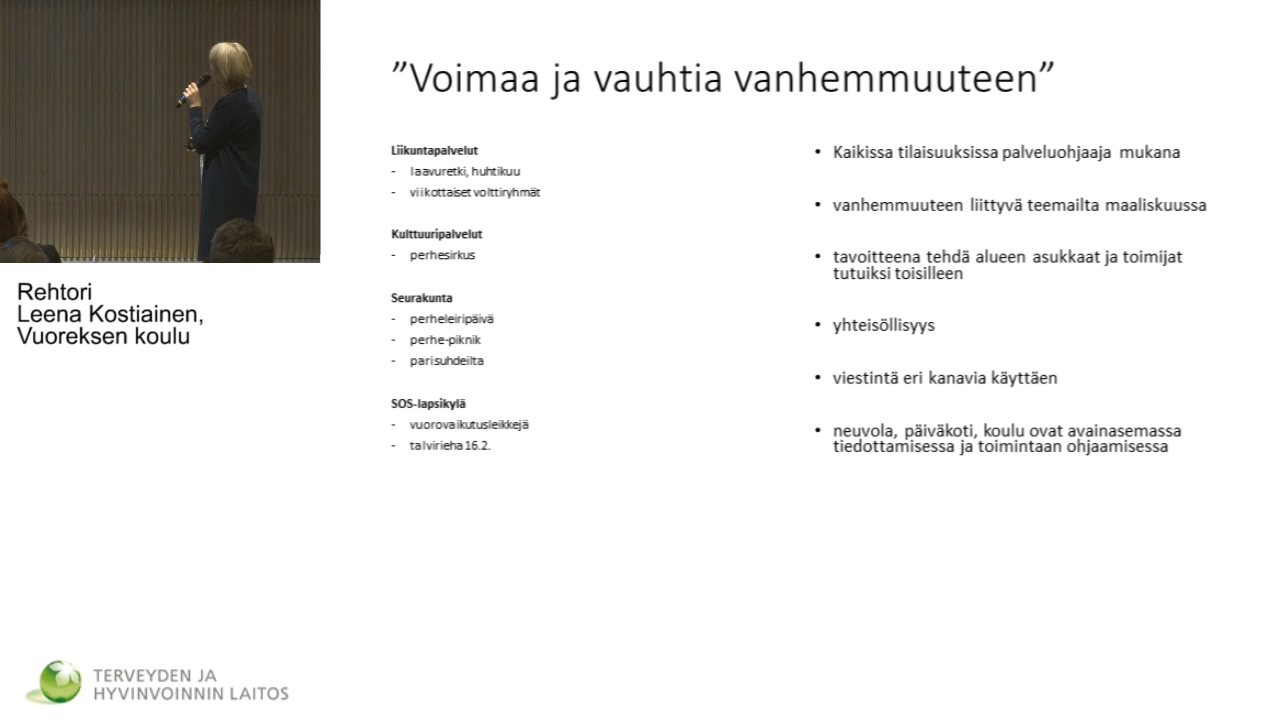 ”Voimaa ja vauhtia vanhemmuuteen”
Liikuntapalvelut
- laavuretki, huhtikuu
- viikottaiset volttiryhmät
Kulttuuripalvelut
- perhesirkus
Seurakunta
- perheleiripäivä
- perhe-piknik
- parisuhdeilta
SOS-lapsikylä
- vuorovaikutusleikkejä
- talvirieha 16.2.
• Kaikissa tilaisuuksissa palveluohjaaja mukana
• vanhemmuuteen liittyvä teemailta maaliskuussa
• tavoitteena tehdä alueen asukkaat ja toimijat
tutuiksi toisilleen
• yhteisöllisyys
• viestintä eri kanavia käyttäen
• neuvola, päiväkoti, koulu ovat avainasemassa
tiedottamisessa ja toimintaan ohjaamisessa
Rehtori
Leena Kostiainen,
Vuoreksen koulu
TERVEYDEN JA
HYVINVOINNIN LAITOS